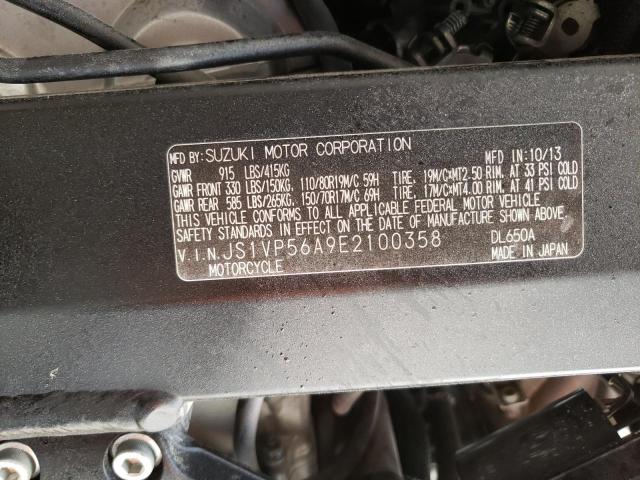 MFD BY: SUZUKI MOTOR CORPORATION MFD IN: 10/13
GVWR 915 LBS/415KG
GAWR FRONT 330 LBS/150KG, 110/80R19M/C 59H TIRE, 19M/C×MT2.50 RIM, AT 33 PSI COLD
GAWR REAR 585 LBS/265KG, 150/70R17M/C 69H TIRE, 17M/C×MT4.00 RIM, AT 41 PSI COLD
THIS VEHICLE CONFORMS TO ALL APPLICABLE FEDERAL MOTOR VEHICLE
SAFETY STANDARDS IN EFFECT ON THE DATE OF MANUFACTURE SHOWN ABOVE.
V.I.N. JS1VP56A9E2100358 DL650A
MOTORCYCLE MADE IN JAPAN